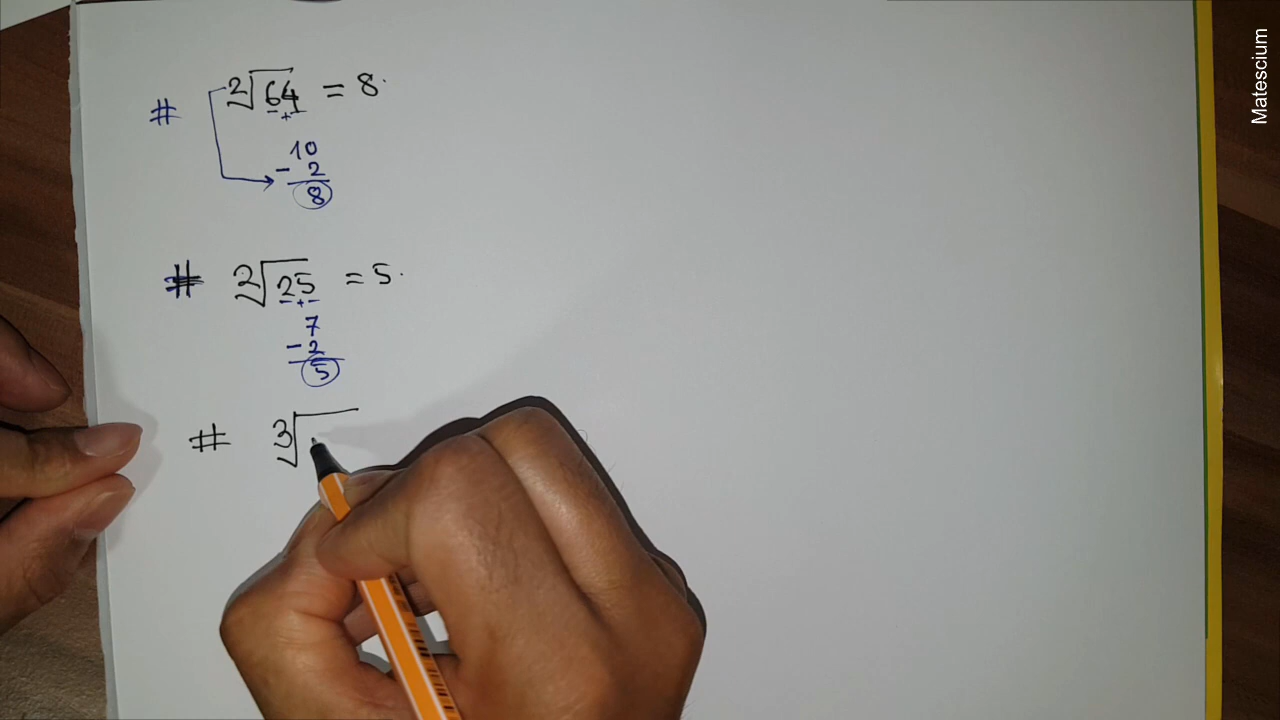 # ²√64 = 8.
- +
10
- 2
8
# ²√25 = 5.
- + -
7
- 2
5
# ³√
Matescium